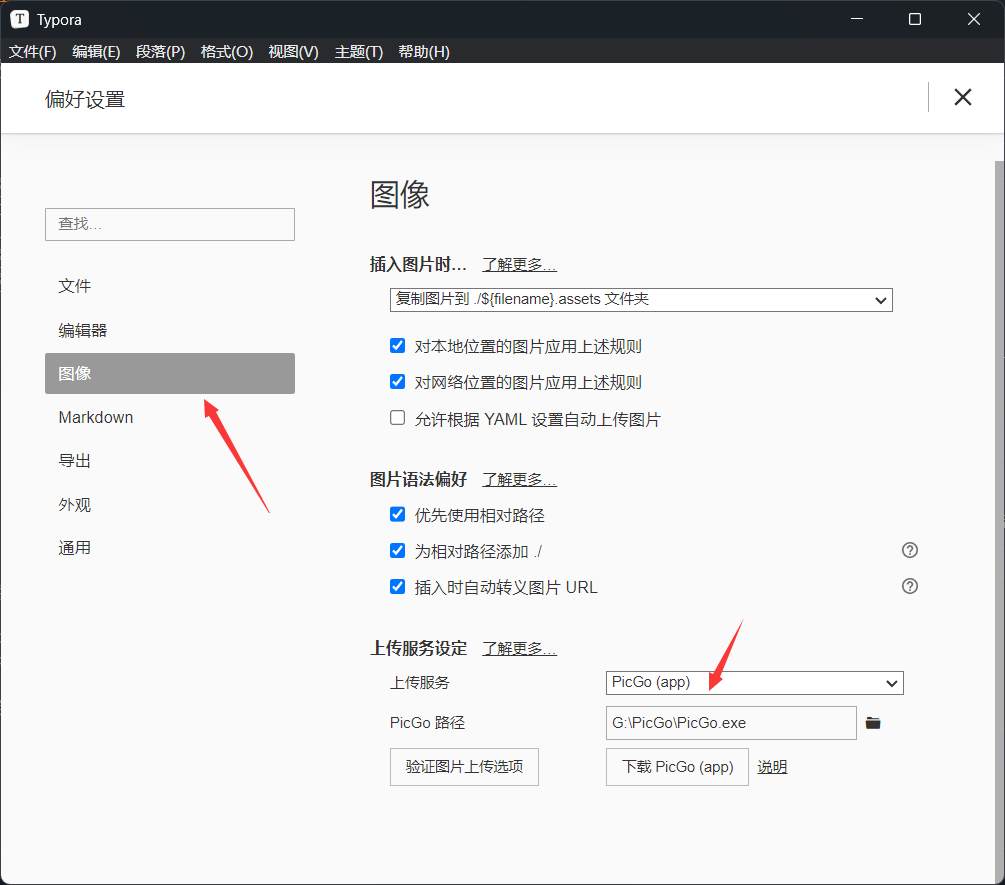 Typora
文件(F) 编辑(E) 段落(P) 格式(O) 视图(V) 主题(T) 帮助(H)
偏好设置
查找...
文件
编辑器
图像
Markdown
导出
外观
通用
图像
插入图片时... 了解更多...
复制图片到 ./${filename}.assets 文件夹
对本地位置的图片应用上述规则
对网络位置的图片应用上述规则
允许根据 YAML 设置自动上传图片
图片语法偏好 了解更多...
优先使用相对路径
为相对路径添加 ./
插入时自动转义图片 URL
上传服务设定 了解更多...
上传服务 PicGo (app)
PicGo 路径 G:\PicGo\PicGo.exe
验证图片上传选项 下载 PicGo (app) 说明